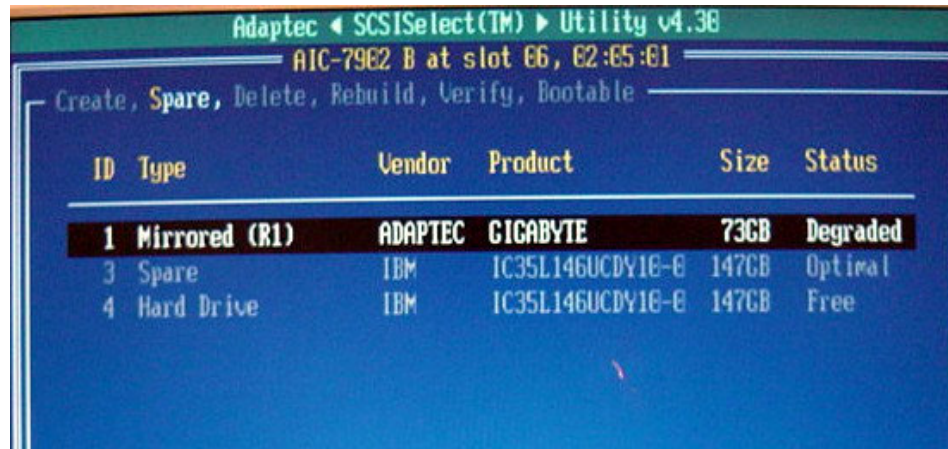 Adaptec ◄ SCSISelect(TM) ► Utility v4.30
AIC-7902 B at slot 06, 02:05:01
Create, Spare, Delete, Rebuild, Verify, Bootable
ID Type Vendor Product Size Status
1 Mirrored (R1) ADAPTEC GIGABYTE 73GB Degraded
3 Spare IBM IC35L146UCDY10-0 147GB Optimal
4 Hard Drive IBM IC35L146UCDY10-0 147GB Free